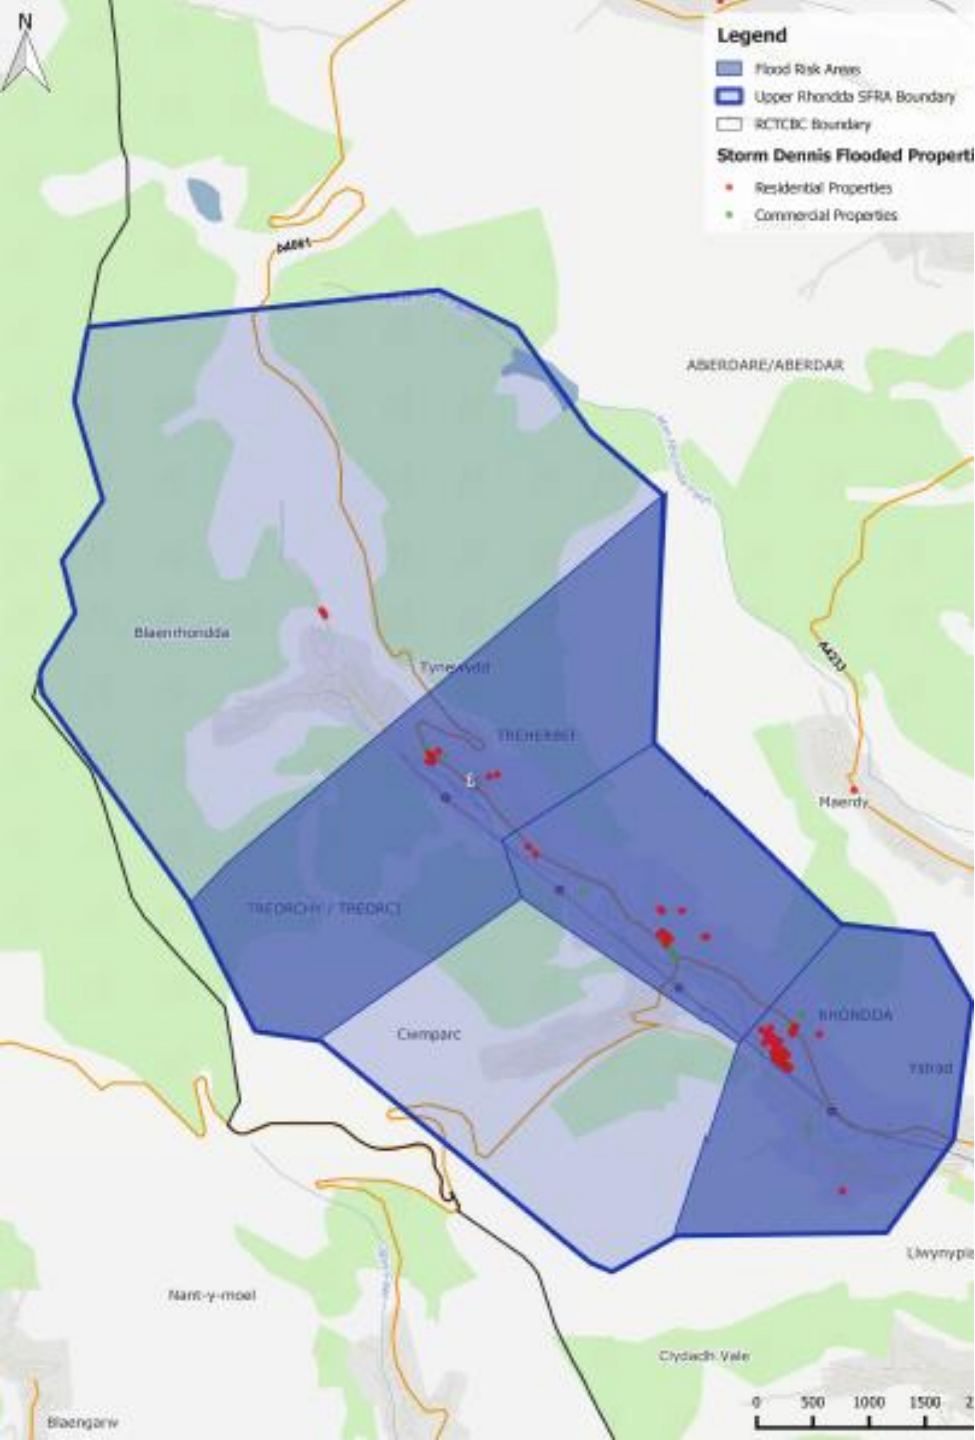 N
Legend
Flood Risk Areas
Upper Rhondda SFRA Boundary
RCTCBC Boundary
Storm Dennis Flooded Properti
Residential Properties
Commercial Properties
ABERDARE/ABERDAR
Blaenrhondda
Tynewydd
TREHERBET
A4233
Maerdy
TREORCHY / TREORCI
RHONDDA
Cwmparc
Ystrad
Llwynypia
Nant-y-moel
Clydach Vale
Blaengarw
0 500 1000 1500 2